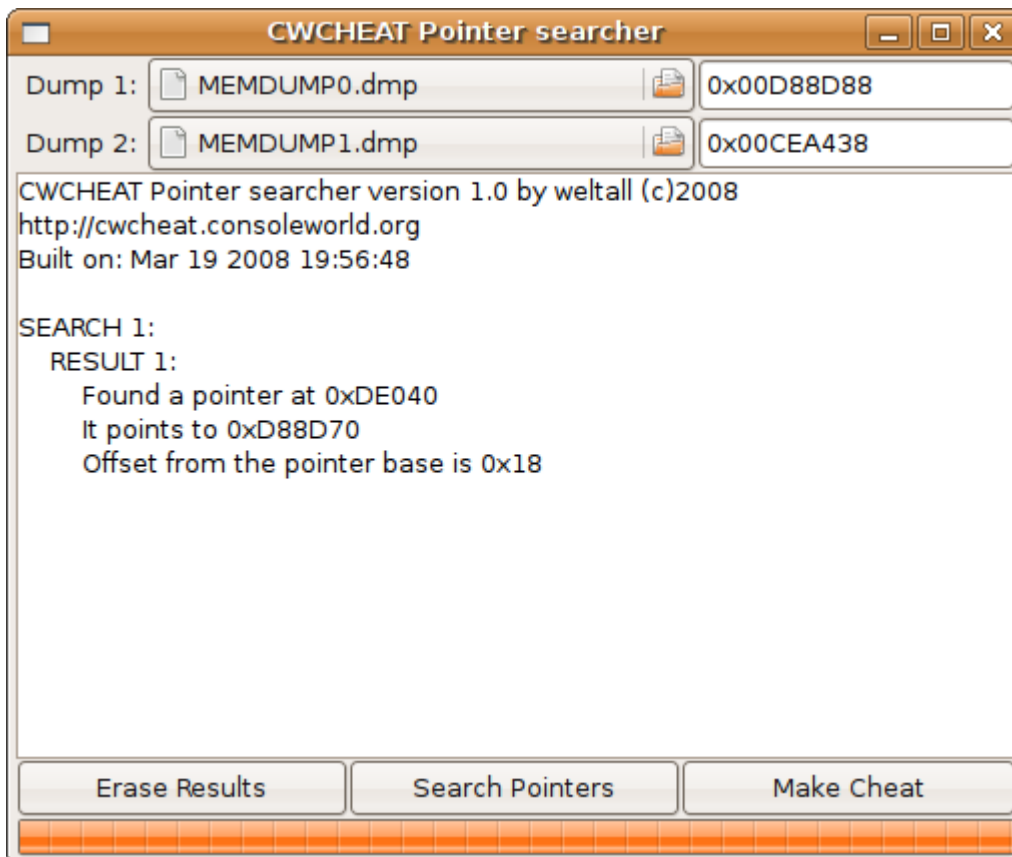 CWCHEAT Pointer searcher
Dump 1: MEMDUMP0.dmp 0x00D88D88
Dump 2: MEMDUMP1.dmp 0x00CEA438
CWCHEAT Pointer searcher version 1.0 by weltall (c)2008
http://cwcheat.consoleworld.org
Built on: Mar 19 2008 19:56:48
SEARCH 1:
RESULT 1:
Found a pointer at 0xDE040
It points to 0xD88D70
Offset from the pointer base is 0x18
Erase Results Search Pointers Make Cheat